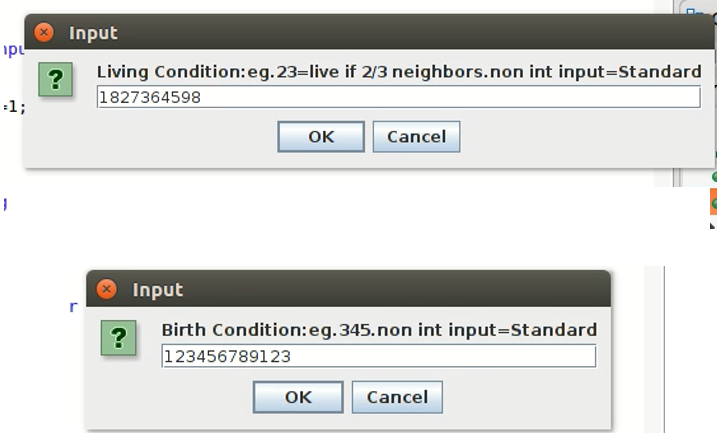 Input
Living Condition:eg.23=live if 2/3 neighbors.non int input=Standard
=1;
1827364598
OK Cancel
Input
r
Birth Condition:eg.345.non int input=Standard
123456789123
OK Cancel